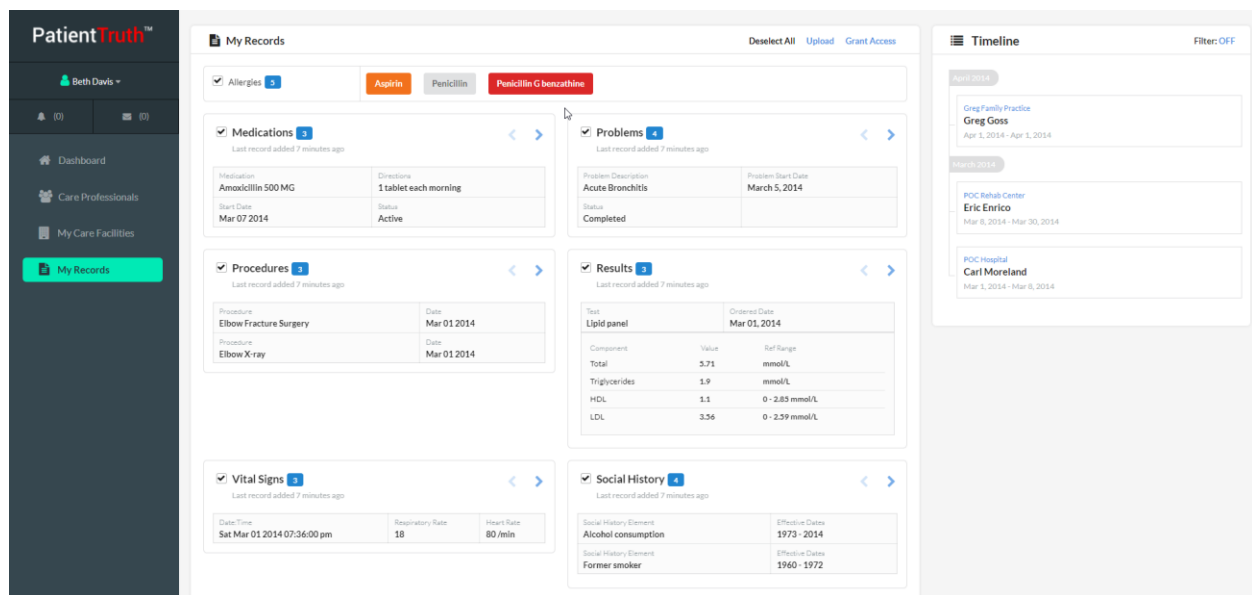 PatientTruth™
Beth Davis
(0)
(0)
Dashboard
Care Professionals
My Care Facilities
My Records
My Records
Deselect All Upload Grant Access
Allergies 5
Aspirin Penicillin Penicillin G benzathine
Medications 3
Last record added 7 minutes ago
Medication Directions
Amoxicillin 500 MG 1 tablet each morning
Start Date Status
Mar 07 2014 Active
Problems 4
Last record added 7 minutes ago
Problem Description Problem Start Date
Acute Bronchitis March 5, 2014
Status
Completed
Procedures 3
Last record added 7 minutes ago
Procedure Date
Elbow Fracture Surgery Mar 01 2014
Procedure Date
Elbow X-ray Mar 01 2014
Results 3
Last record added 7 minutes ago
Test Ordered Date
Lipid panel Mar 01, 2014
Component Value Ref Range
Total 5.71 mmol/L
Triglycerides 1.9 mmol/L
HDL 1.1 0 - 2.85 mmol/L
LDL 3.56 0 - 2.59 mmol/L
Vital Signs 3
Last record added 7 minutes ago
Date/Time Respiratory Rate Heart Rate
Sat Mar 01 2014 07:36:00 pm 18 80 /min
Social History 4
Last record added 7 minutes ago
Social History Element Effective Dates
Alcohol consumption 1973 - 2014
Social History Element Effective Dates
Former smoker 1960 - 1972
Timeline Filter: OFF
April 2014
Greg Family Practice
Greg Goss
Apr 1, 2014 - Apr 1, 2014
March 2014
POC Rehab Center
Eric Enrico
Mar 8, 2014 - Mar 30, 2014
POC Hospital
Carl Moreland
Mar 1, 2014 - Mar 8, 2014